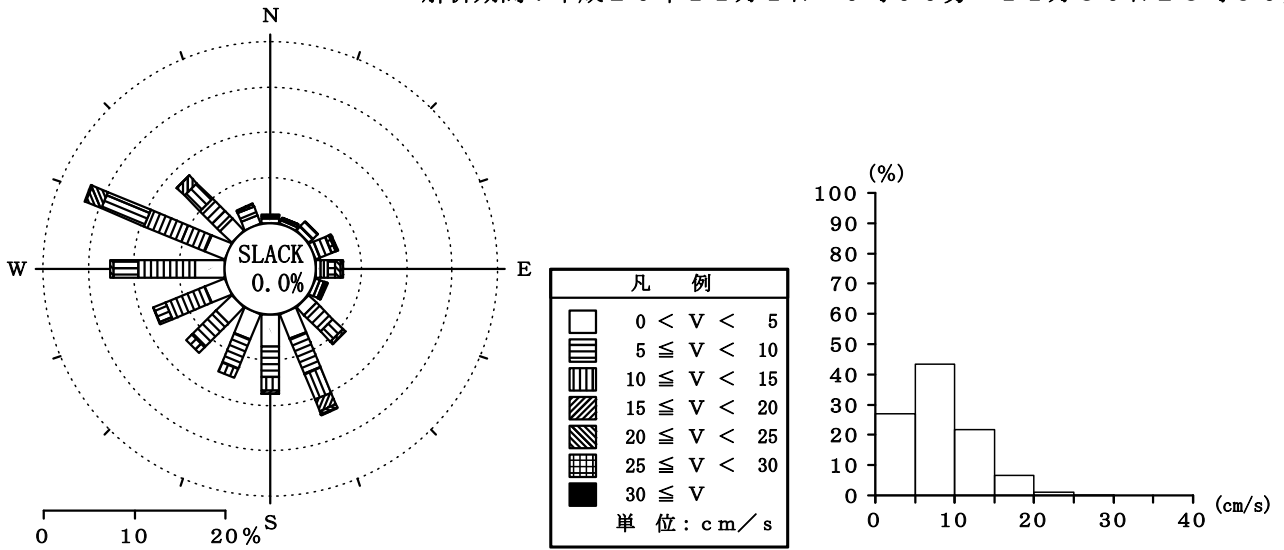 N
W
E
S
SLACK
0.0%
0 10 20%
凡 例
0 < V < 5
5 ≦ V < 10
10 ≦ V < 15
15 ≦ V < 20
20 ≦ V < 25
25 ≦ V < 30
30 ≦ V
単 位:cm/s
(%)
100
90
80
70
60
50
40
30
20
10
0
0 10 20 30 40 (cm/s)